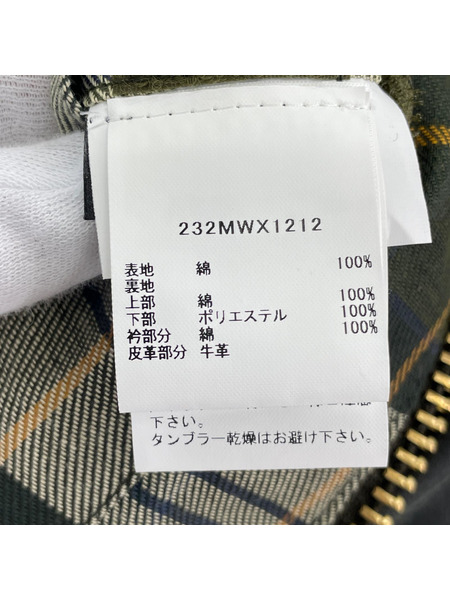 232MWX1212
表地 綿 100%
裏地
上部 綿 100%
下部 ポリエステル 100%
衿部分 綿 100%
皮革部分 牛革
下さい。
タンブラー乾燥はお避け下さい。